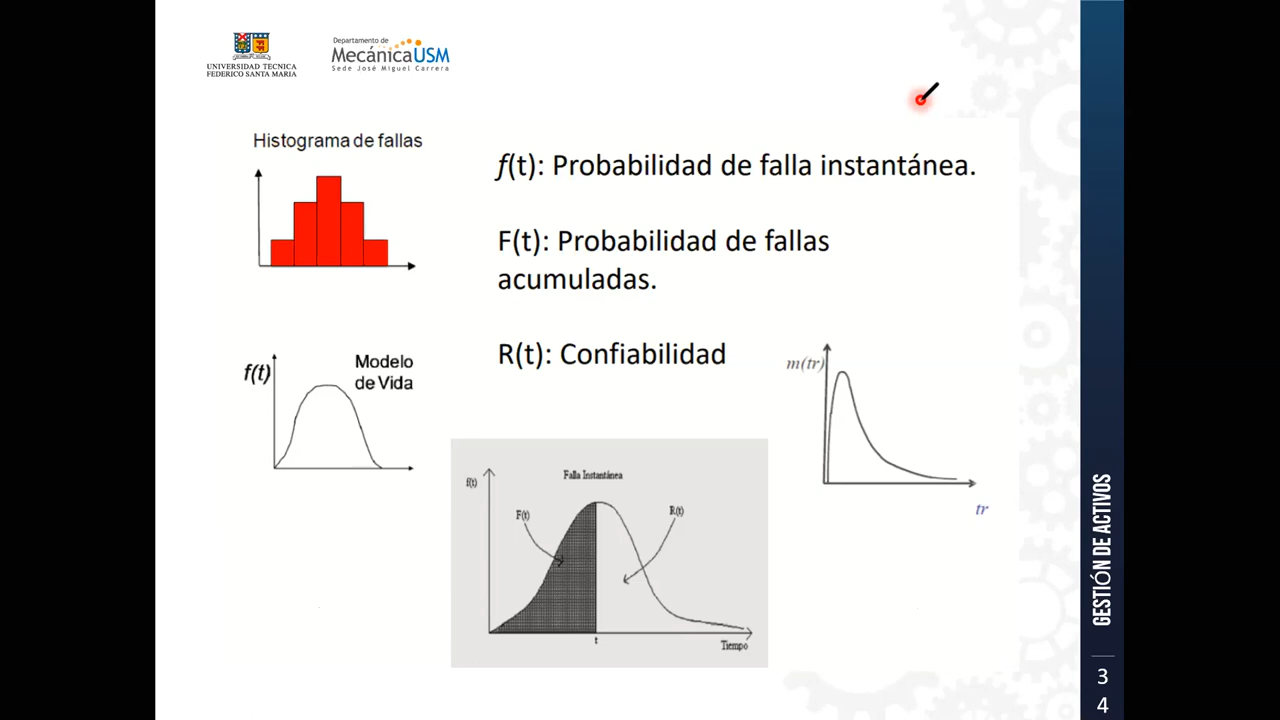 UNIVERSIDAD TECNICA
FEDERICO SANTA MARIA
Departamento de
MecánicaUSM
Sede José Miguel Carrera
Histograma de fallas
f(t): Probabilidad de falla instantánea.
F(t): Probabilidad de fallas
acumuladas.
R(t): Confiabilidad
f(t)
Modelo
de Vida
m(tr)
tr
Falla Instantánea
f(t)
F(t)
R(t)
t
Tiempo
GESTIÓN DE ACTIVOS
3
4